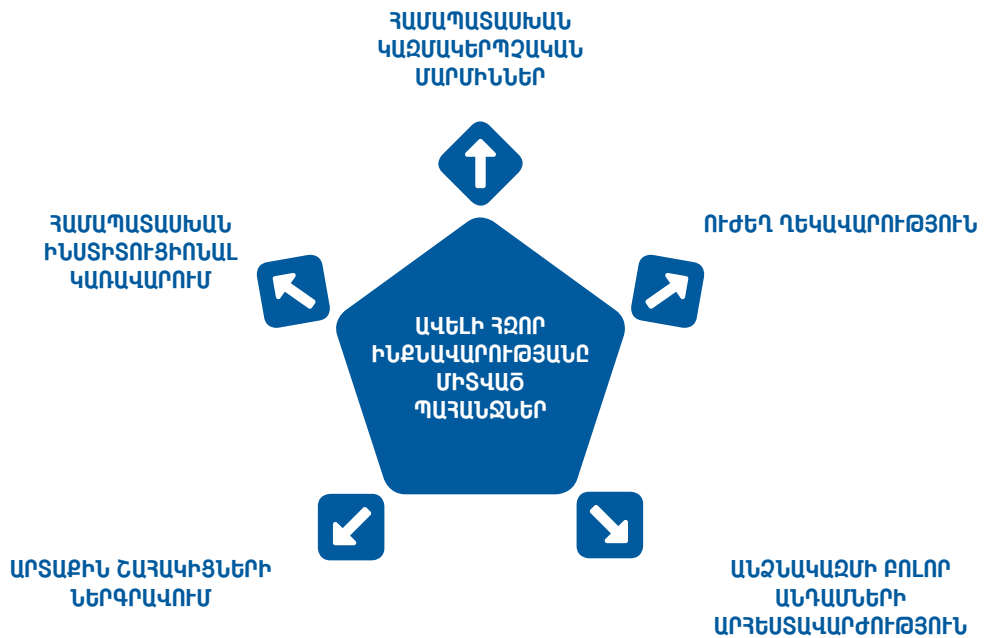 ՀԱՄԱՊԱՏԱՍԽԱՆ
ԿԱԶՄԱԿԵՐՊՉԱԿԱՆ
ՄԱՐՄԻՆՆԵՐ
ՀԱՄԱՊԱՏԱՍԽԱՆ
ԻՆՍՏԻՏՈՒՑԻՈՆԱԼ
ԿԱՌԱՎԱՐՈՒՄ
ՈՒԺԵՂ ՂԵԿԱՎԱՐՈՒԹՅՈՒՆ
ԱՎԵԼԻ ՀԶՈՐ
ԻՆՔՆԱՎԱՐՈՒԹՅԱՆԸ
ՄԻՏՎԱԾ
ՊԱՀԱՆՋՆԵՐ
ԱՐՏԱՔԻՆ ՇԱՀԱԿԻՑՆԵՐԻ
ՆԵՐԳՐԱՎՈՒՄ
ԱՆՁՆԱԿԱԶՄԻ ԲՈԼՈՐ
ԱՆԴԱՄՆԵՐԻ
ԱՐՀԵՍՏԱՎԱՐԺՈՒԹՅՈՒՆ